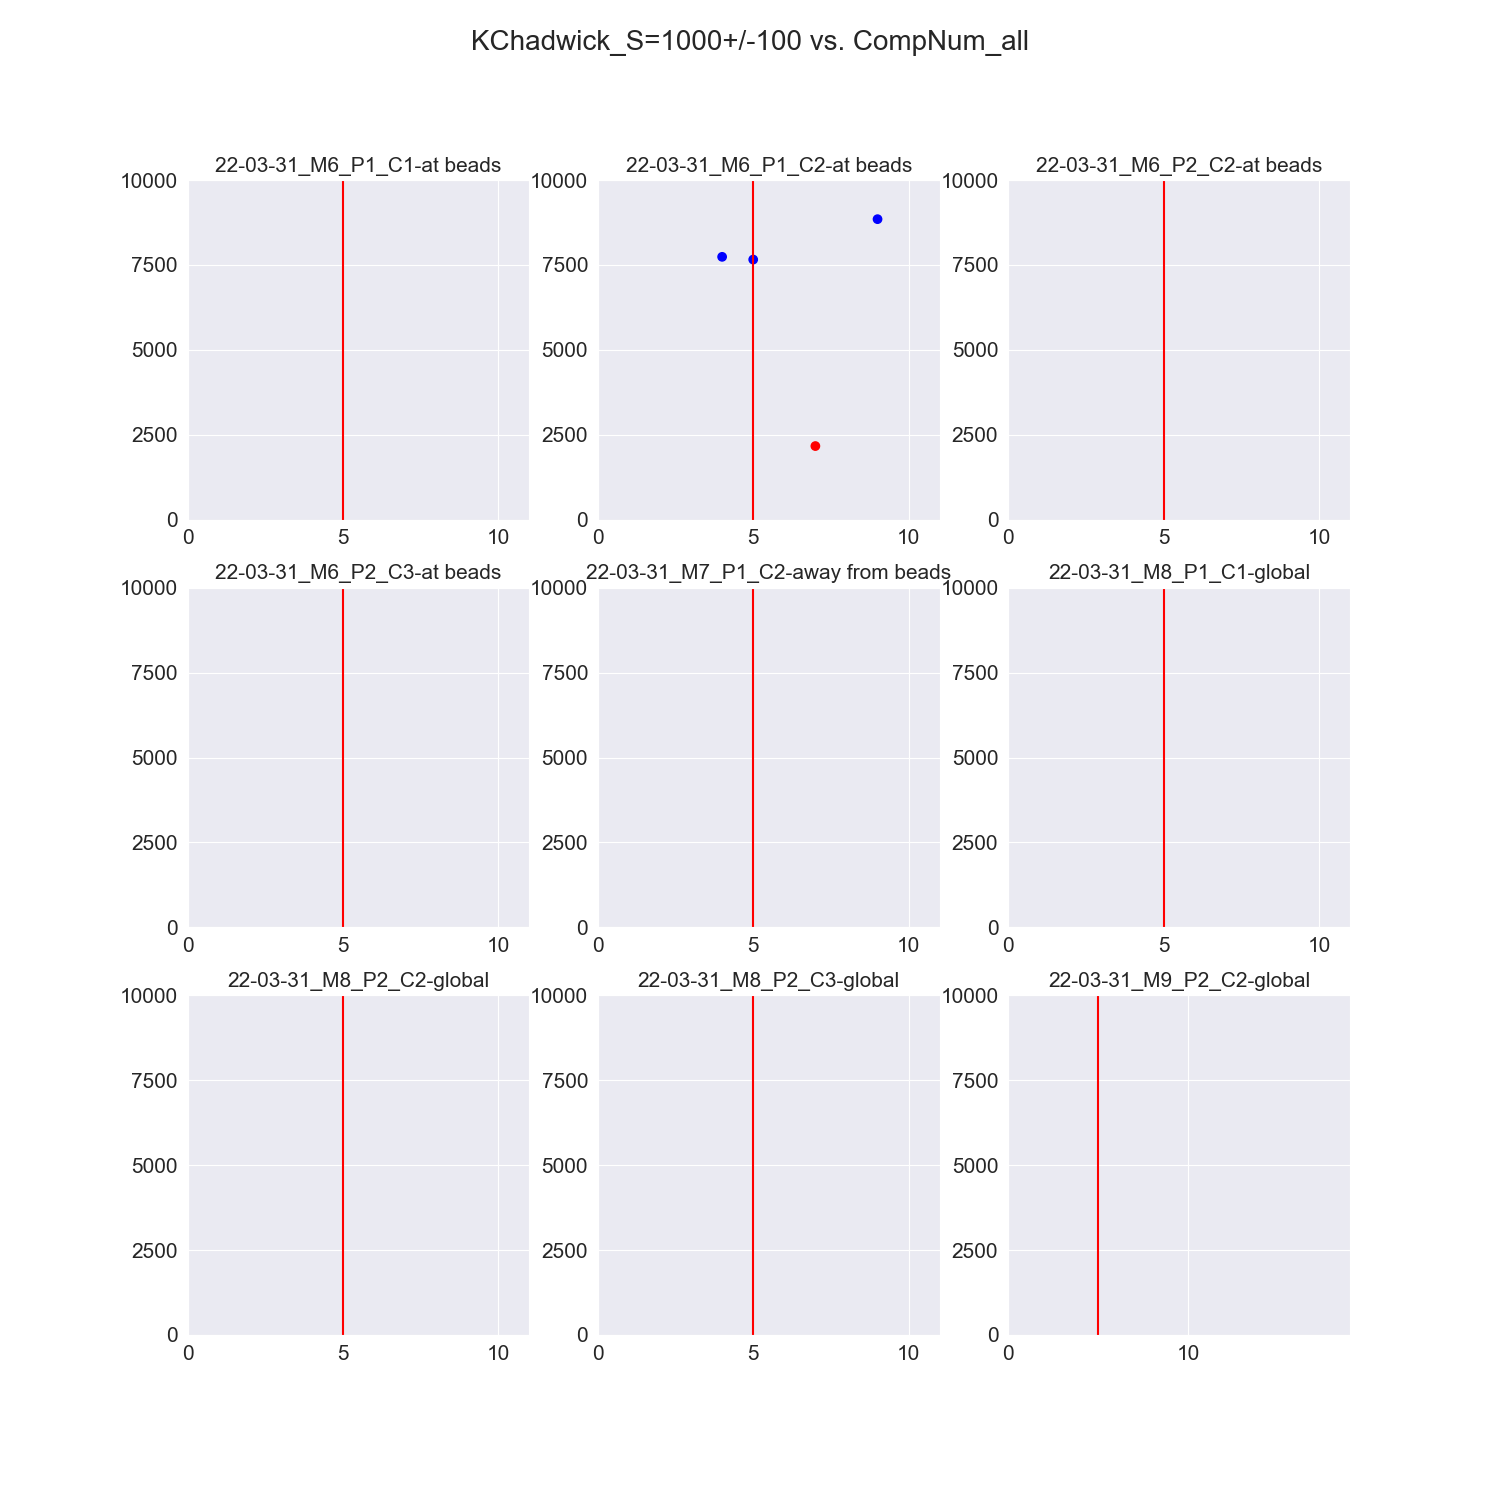 KChadwick_S=1000+/-100 vs. CompNum_all
22-03-31_M6_P1_C1-at beads
22-03-31_M6_P1_C2-at beads
22-03-31_M6_P2_C2-at beads
10000
7500
5000
2500
0
0 5 10
10000
7500
5000
2500
0
0 5 10
10000
7500
5000
2500
0
0 5 10
22-03-31_M6_P2_C3-at beads
22-03-31_M7_P1_C2-away from beads
22-03-31_M8_P1_C1-global
10000
7500
5000
2500
0
0 5 10
10000
7500
5000
2500
0
0 5 10
10000
7500
5000
2500
0
0 5 10
22-03-31_M8_P2_C2-global
22-03-31_M8_P2_C3-global
22-03-31_M9_P2_C2-global
10000
7500
5000
2500
0
0 5 10
10000
7500
5000
2500
0
0 5 10
10000
7500
5000
2500
0
0 10